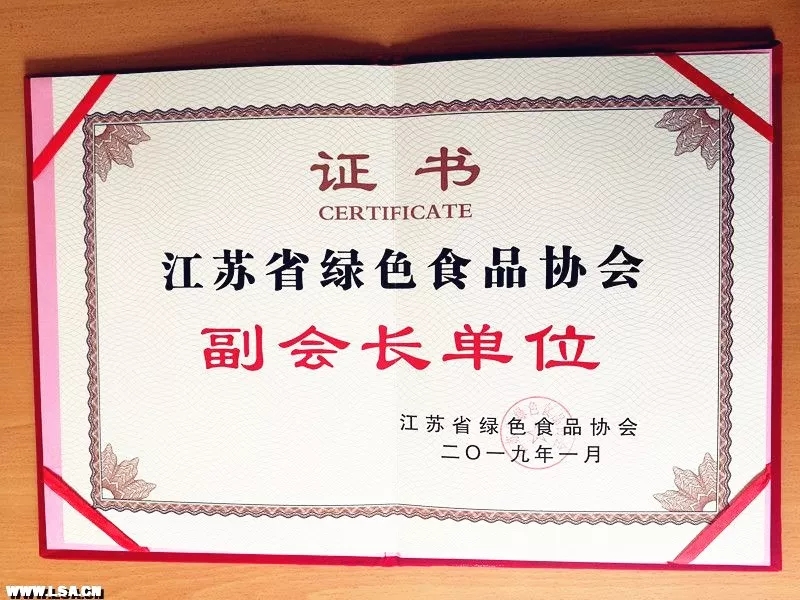 证书
CERTIFICATE
江苏省绿色食品协会
副会长单位
江苏省绿色食品协会
二〇一九年一月
WWW.LSA.CN